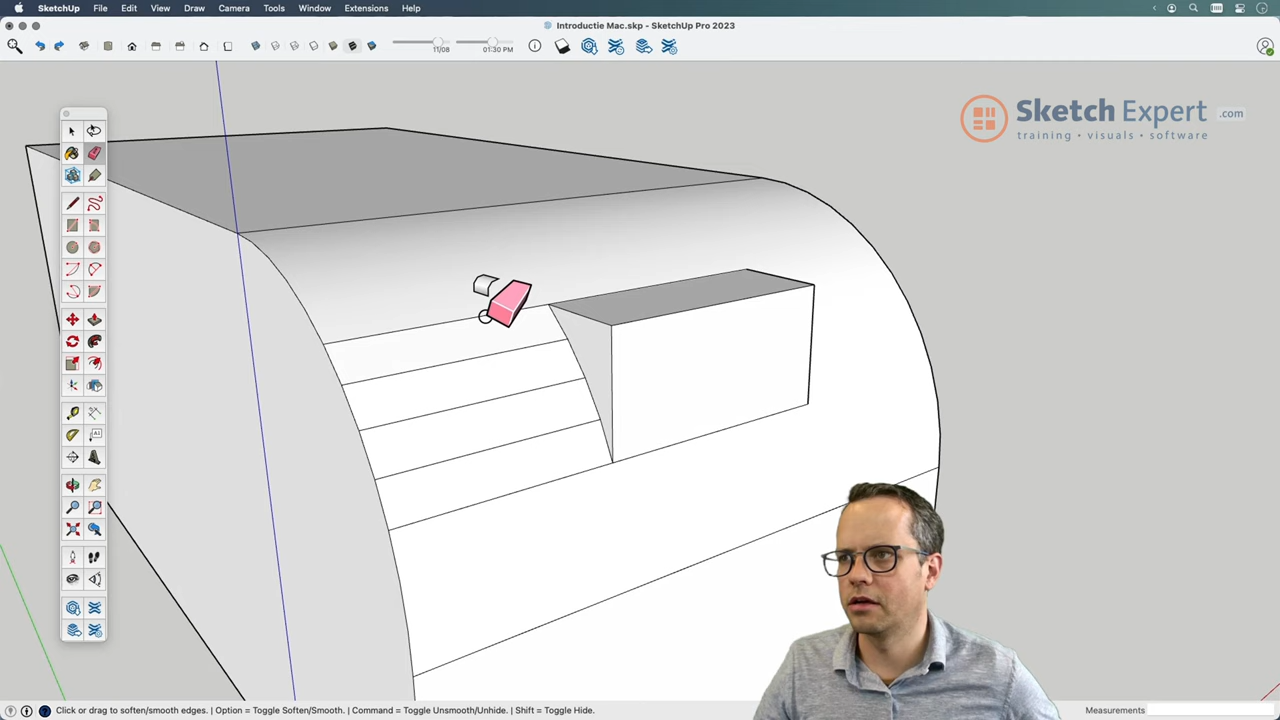 SketchUp File Edit View Draw Camera Tools Window Extensions Help
Introductie Mac.skp - SketchUp Pro 2023
11/08
01:30 PM
SketchExpert.com
training • visuals • software
A1
Click or drag to soften/smooth edges. | Option = Toggle Soften/Smooth. | Command = Toggle Unsmooth/Unhide. | Shift = Toggle Hide.
Measurements